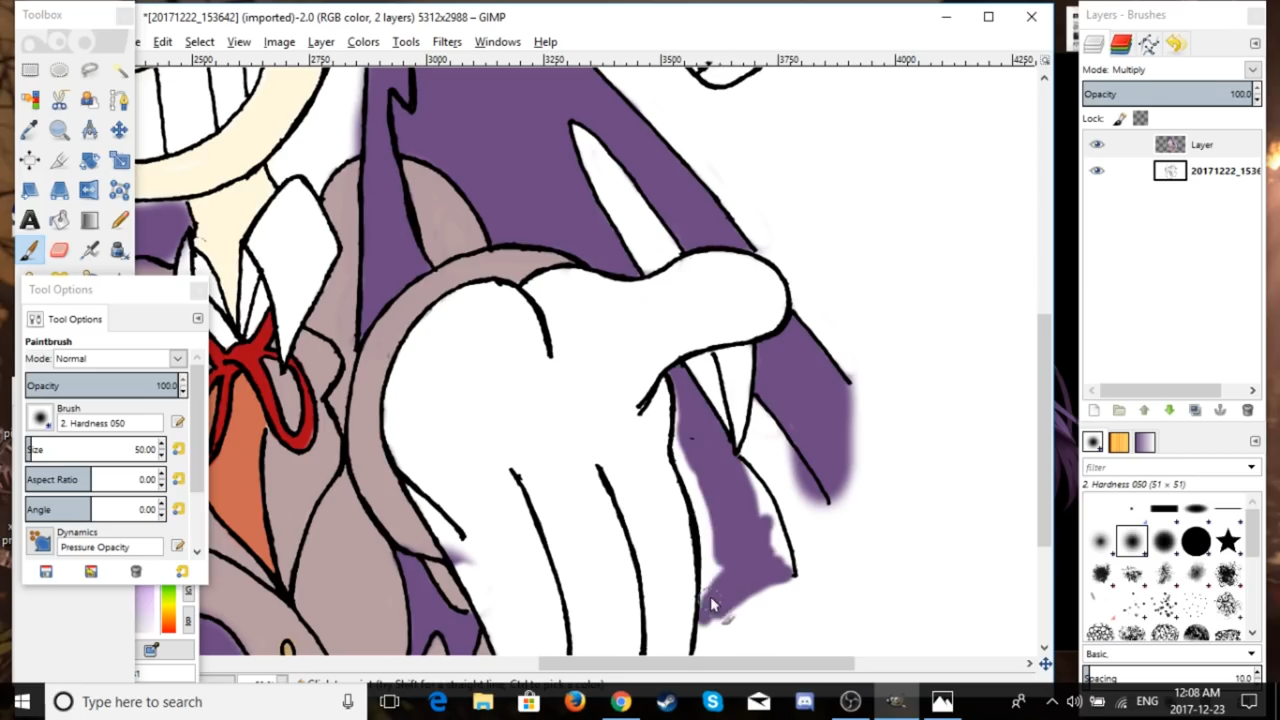 Toolbox
*[20171222_153642] (imported)-2.0 (RGB color, 2 layers) 5312x2988 – GIMP
Edit Select View Image Layer Colors Tools Filters Windows Help
2500 2750 3000 3250 3500 3750 4000 4250
Tool Options
Tool Options
Paintbrush
Mode: Normal
Opacity 100.0
Brush
2. Hardness 050
Size 50.00
Aspect Ratio 0.00
Angle 0.00
Dynamics
Pressure Opacity
Layers - Brushes
Mode: Multiply
Opacity 100.0
Lock:
Layer
20171222_1536
filter
2. Hardness 050 (51 × 51)
Basic,
Spacing 10.0
Type here to search
ENG
12:08 AM
2017-12-23